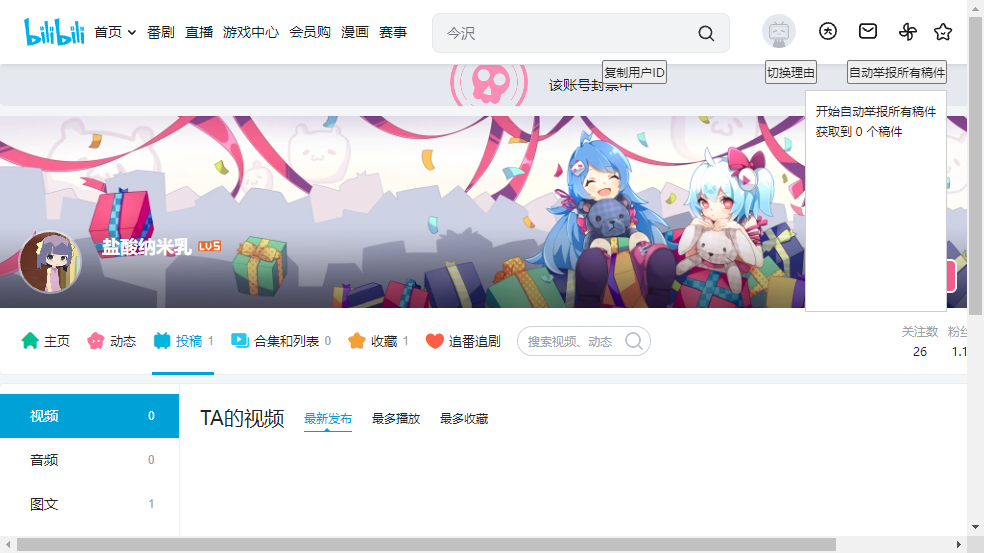 bilibili 首页 番剧 直播 游戏中心 会员购 漫画 赛事 今沢
复制用户ID 切换理由 自动举报所有稿件
该账号封禁中
开始自动举报所有稿件
获取到 0 个稿件
盐酸纳米乳 LV5
主页 动态 投稿 1 合集和列表 0 收藏 1 追番追剧 搜索视频、动态
关注数 粉丝
26 1.1
视频 0
TA的视频 最新发布 最多播放 最多收藏
音频 0
图文 1